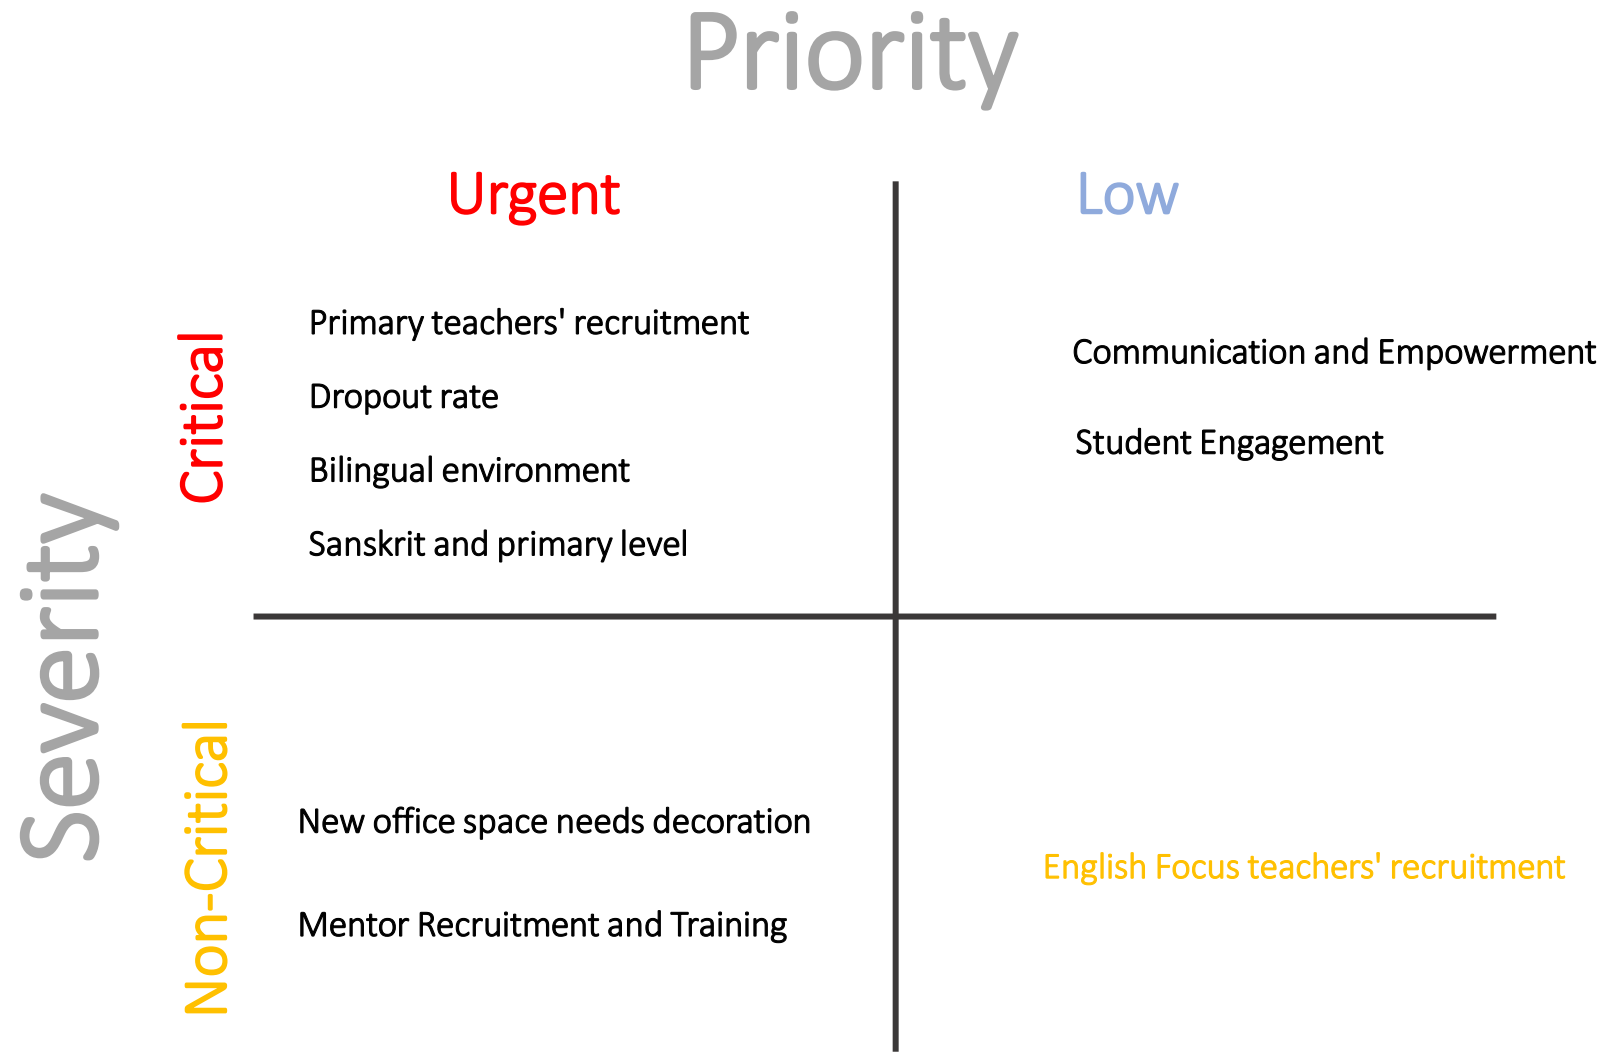 Priority
Urgent
Low
Severity
Critical
Primary teachers' recruitment
Dropout rate
Bilingual environment
Sanskrit and primary level
Communication and Empowerment
Student Engagement
Non-Critical
New office space needs decoration
Mentor Recruitment and Training
English Focus teachers' recruitment